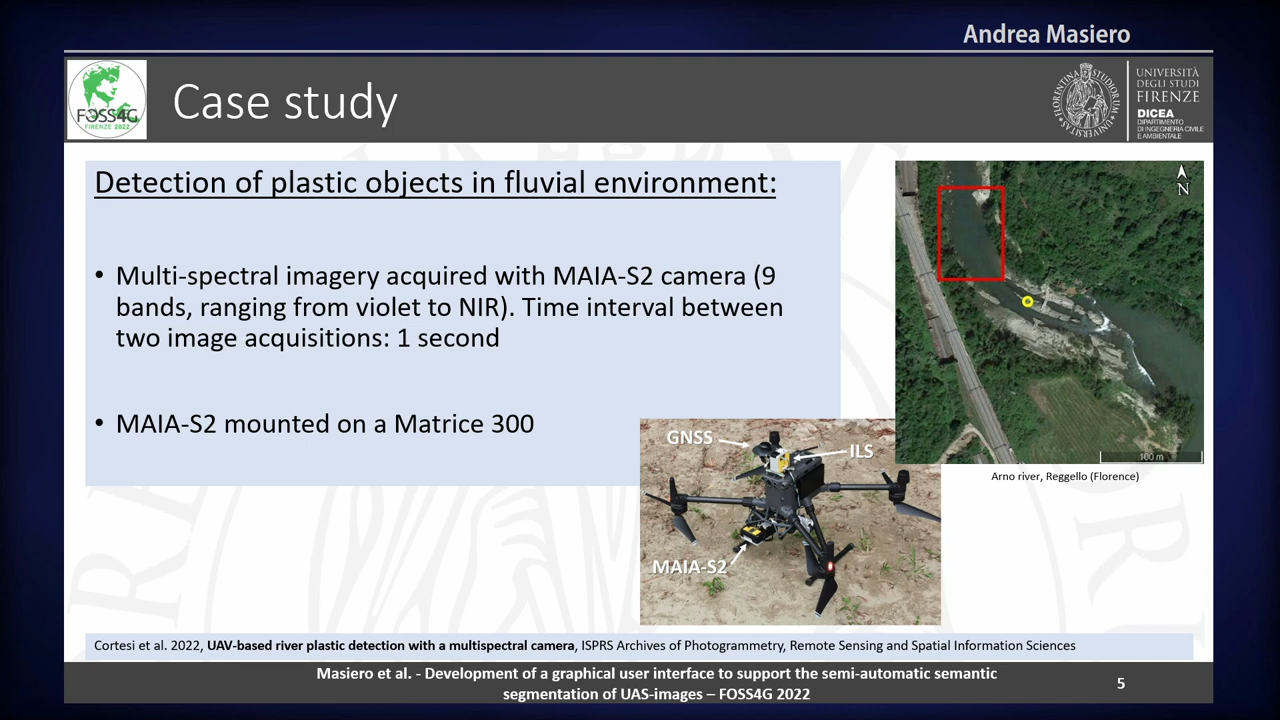 Andrea Masiero
FOSS4G
FIRENZE 2022
Case study
FLORENTINA STUDIORUM UNIVERSITAS
UNIVERSITÀ
DEGLI STUDI
FIRENZE
DICEA
DIPARTIMENTO
DI INGEGNERIA CIVILE
E AMBIENTALE
Detection of plastic objects in fluvial environment:
• Multi-spectral imagery acquired with MAIA-S2 camera (9
bands, ranging from violet to NIR). Time interval between
two image acquisitions: 1 second
• MAIA-S2 mounted on a Matrice 300
N
100 m
Arno river, Reggello (Florence)
GNSS
ILS
MAIA-S2
Cortesi et al. 2022, UAV-based river plastic detection with a multispectral camera, ISPRS Archives of Photogrammetry, Remote Sensing and Spatial Information Sciences
Masiero et al. - Development of a graphical user interface to support the semi-automatic semantic
segmentation of UAS-images – FOSS4G 2022
5